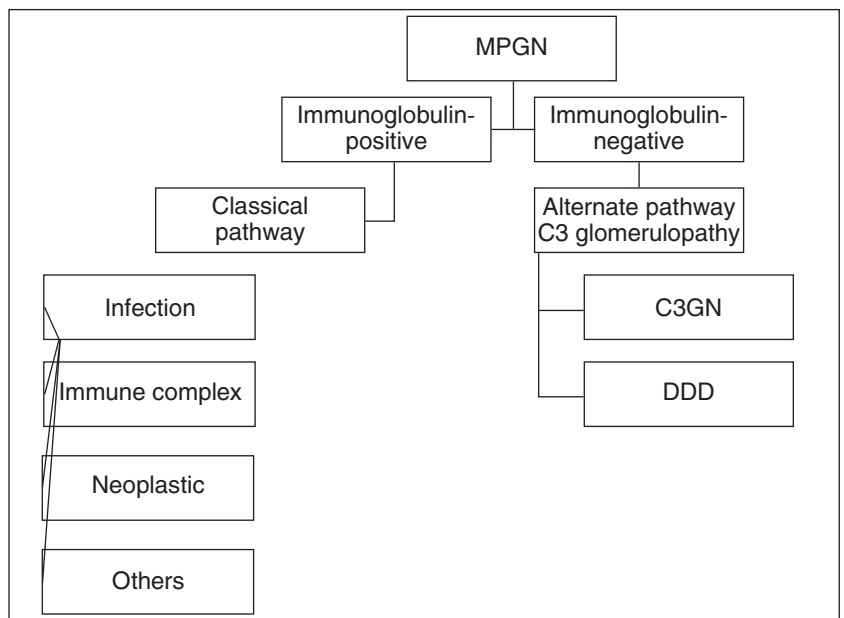 MPGN
Immunoglobulin-
positive
Immunoglobulin-
negative
Classical
pathway
Alternate pathway
C3 glomerulopathy
Infection
C3GN
Immune complex
DDD
Neoplastic
Others